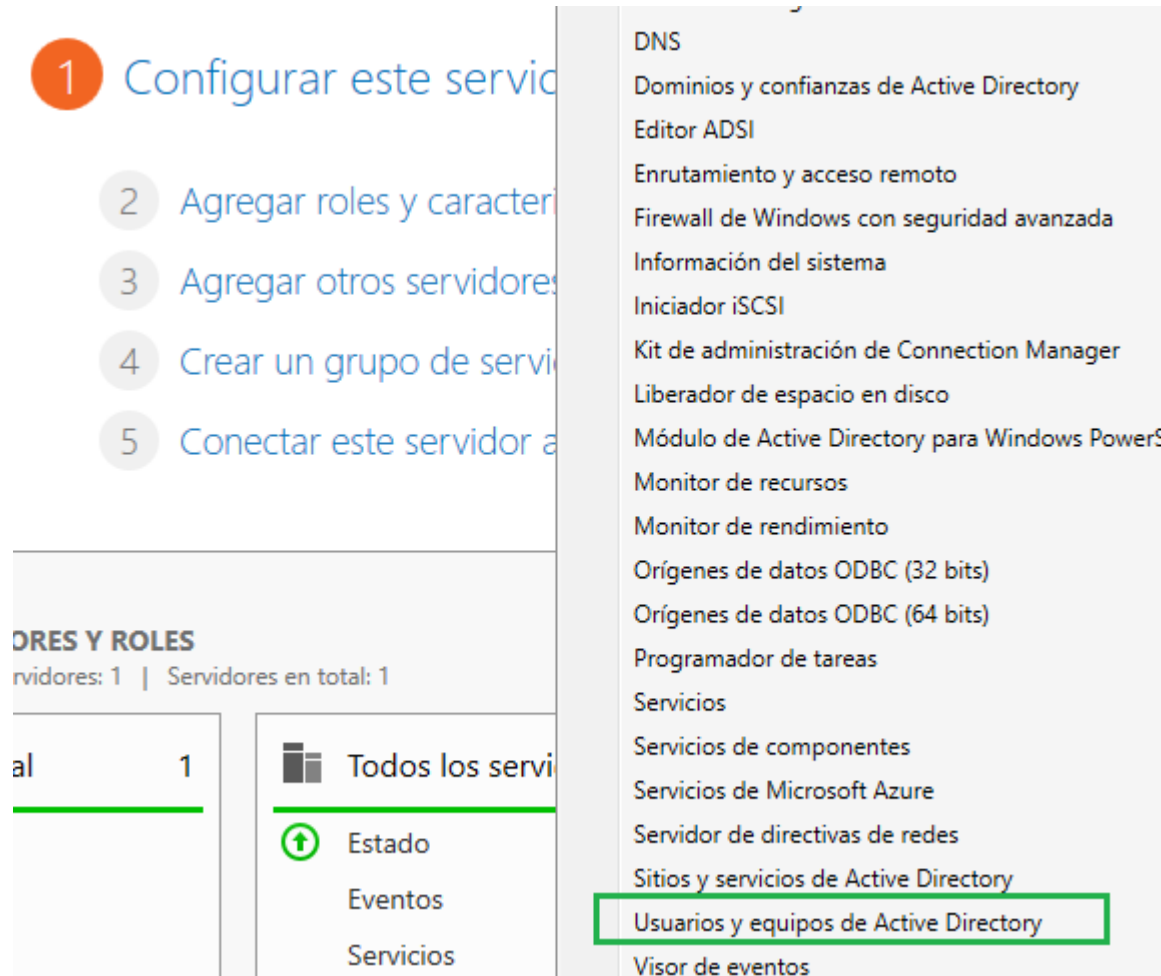 1 Configurar este servid
2 Agregar roles y caracterí
3 Agregar otros servidores
4 Crear un grupo de servi
5 Conectar este servidor a
ORES Y ROLES
rvidores: 1 | Servidores en total: 1
al 1
Todos los servi
Estado
Eventos
Servicios
DNS
Dominios y confianzas de Active Directory
Editor ADSI
Enrutamiento y acceso remoto
Firewall de Windows con seguridad avanzada
Información del sistema
Iniciador iSCSI
Kit de administración de Connection Manager
Liberador de espacio en disco
Módulo de Active Directory para Windows PowerS
Monitor de recursos
Monitor de rendimiento
Orígenes de datos ODBC (32 bits)
Orígenes de datos ODBC (64 bits)
Programador de tareas
Servicios
Servicios de componentes
Servicios de Microsoft Azure
Servidor de directivas de redes
Sitios y servicios de Active Directory
Usuarios y equipos de Active Directory
Visor de eventos